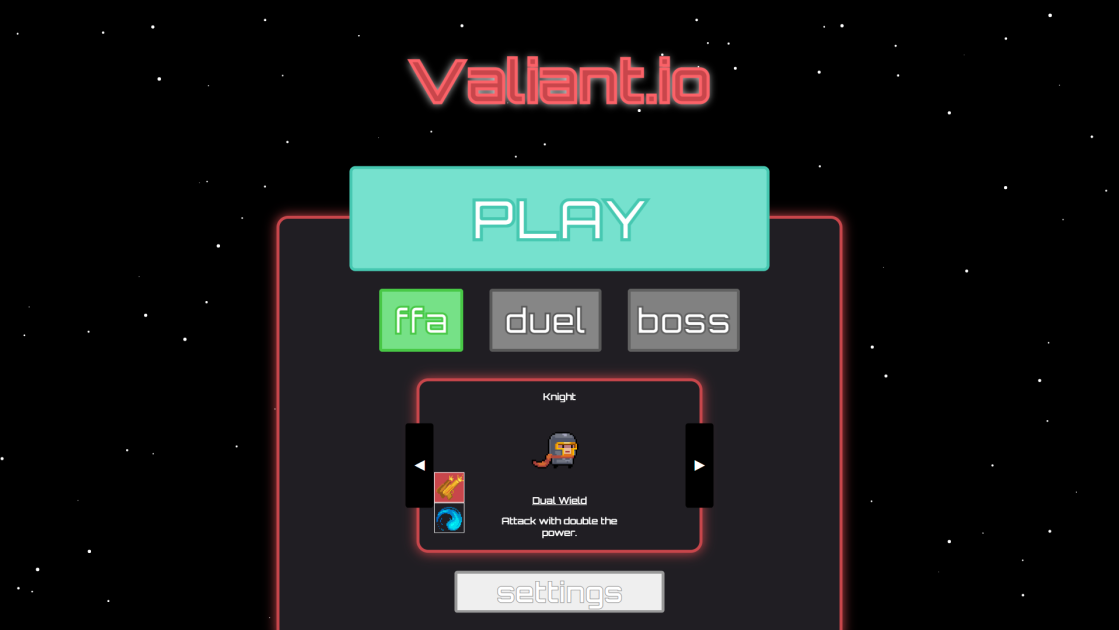 Valiant.io
PLAY
ffa
duel
boss
Knight
◀
▶
Dual Wield
Attack with double the
power.
settings